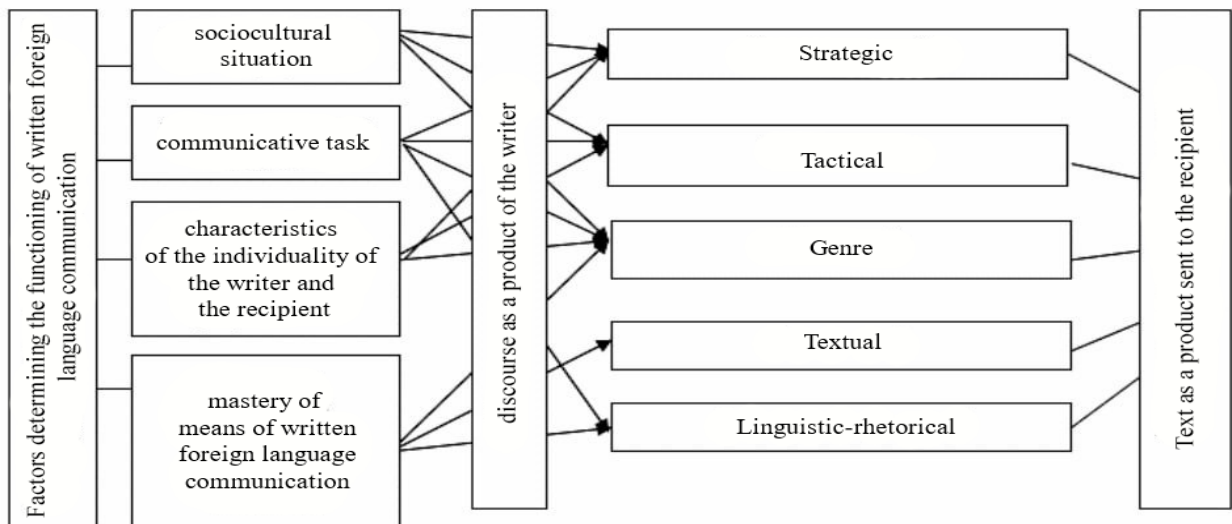 Factors determining the functioning of written foreign
language communication
sociocultural
situation
communicative task
characteristics
of the individuality of
the writer and
the recipient
mastery of
means of written
foreign language
communication
discourse as a product of the writer
Strategic
Tactical
Genre
Textual
Linguistic-rhetorical
Text as a product sent to the recipient